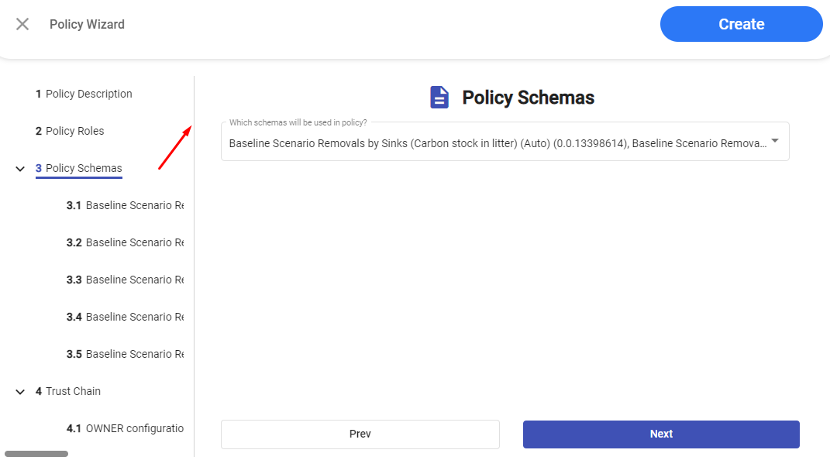 Policy Wizard
Create
1 Policy Description
2 Policy Roles
3 Policy Schemas
3.1 Baseline Scenario Re
3.2 Baseline Scenario Re
3.3 Baseline Scenario Re
3.4 Baseline Scenario Re
3.5 Baseline Scenario Re
4 Trust Chain
4.1 OWNER configuratio
Policy Schemas
Which schemas will be used in policy?
Baseline Scenario Removals by Sinks (Carbon stock in litter) (Auto) (0.0.13398614), Baseline Scenario Remova...
Prev
Next